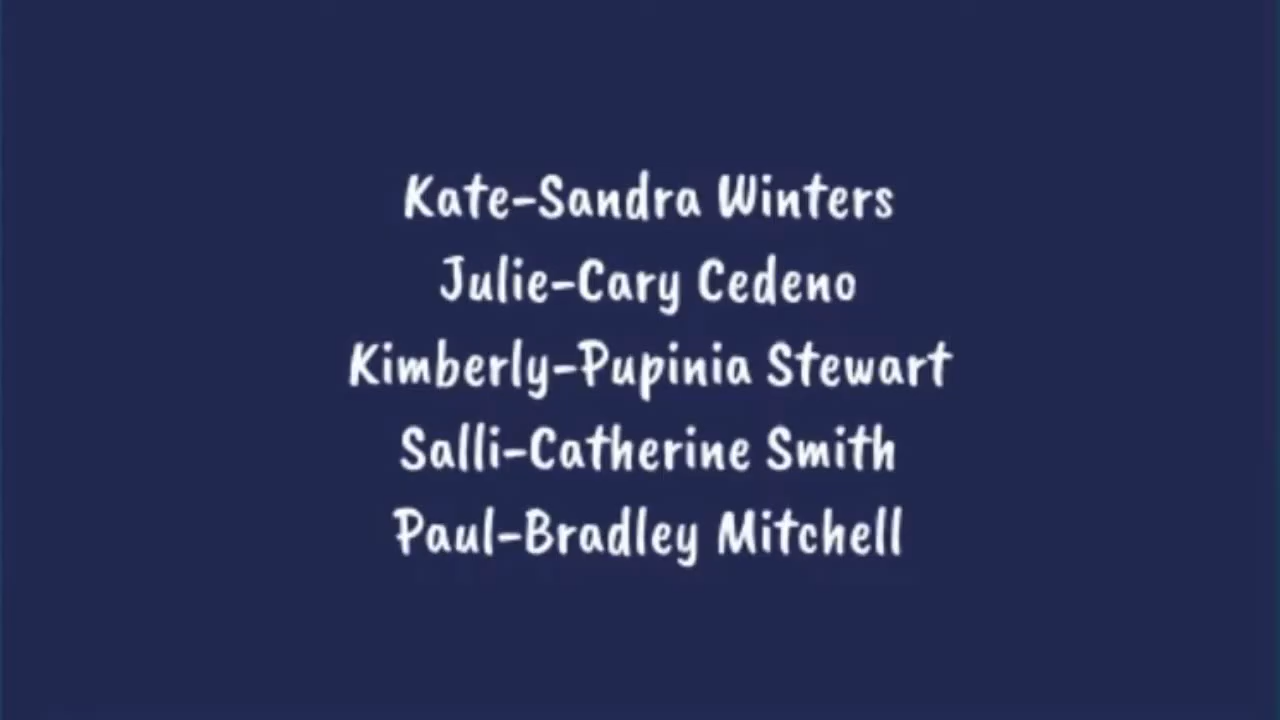 Kate-Sandra Winters
Julie-Cary Cedeno
Kimberly-Pupinia Stewart
Salli-Catherine Smith
Paul-Bradley Mitchell